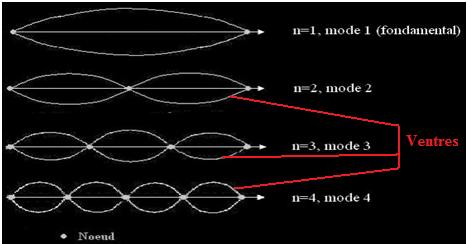 n=1, mode 1 (fondamental)
n=2, mode 2
Ventres
n=3, mode 3
n=4, mode 4
Noeud